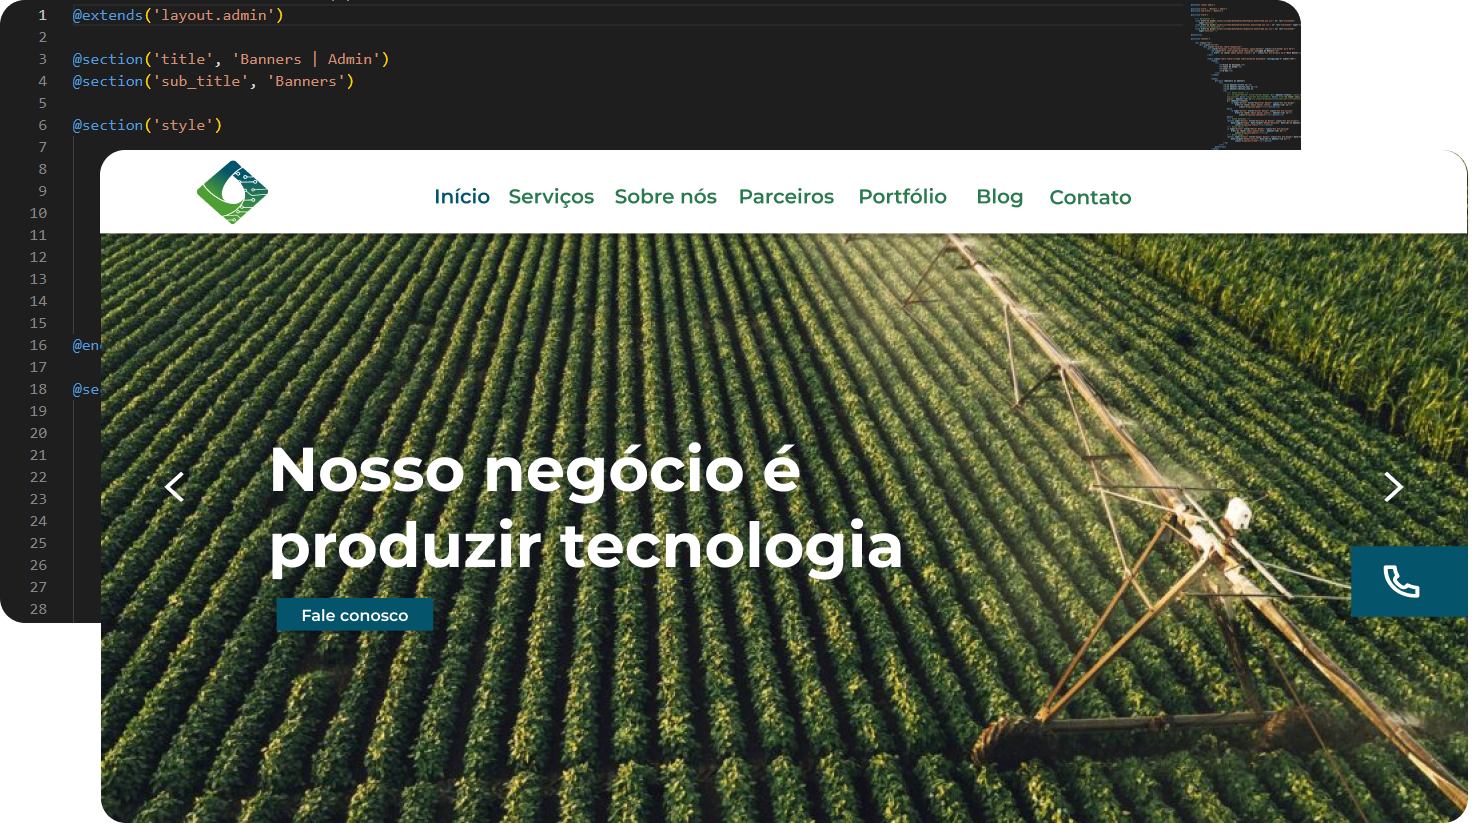 1 @extends('layout.admin')
2
3 @section('title', 'Banners | Admin')
4 @section('sub_title', 'Banners')
5
6 @section('style')
7
8
9
10
11
12
13
14
15
16 @en
17
18 @se
19
20
21
22
23
24
25
26
27
28
Início Serviços Sobre nós Parceiros Portfólio Blog Contato
Nosso negócio é
produzir tecnologia
Fale conosco